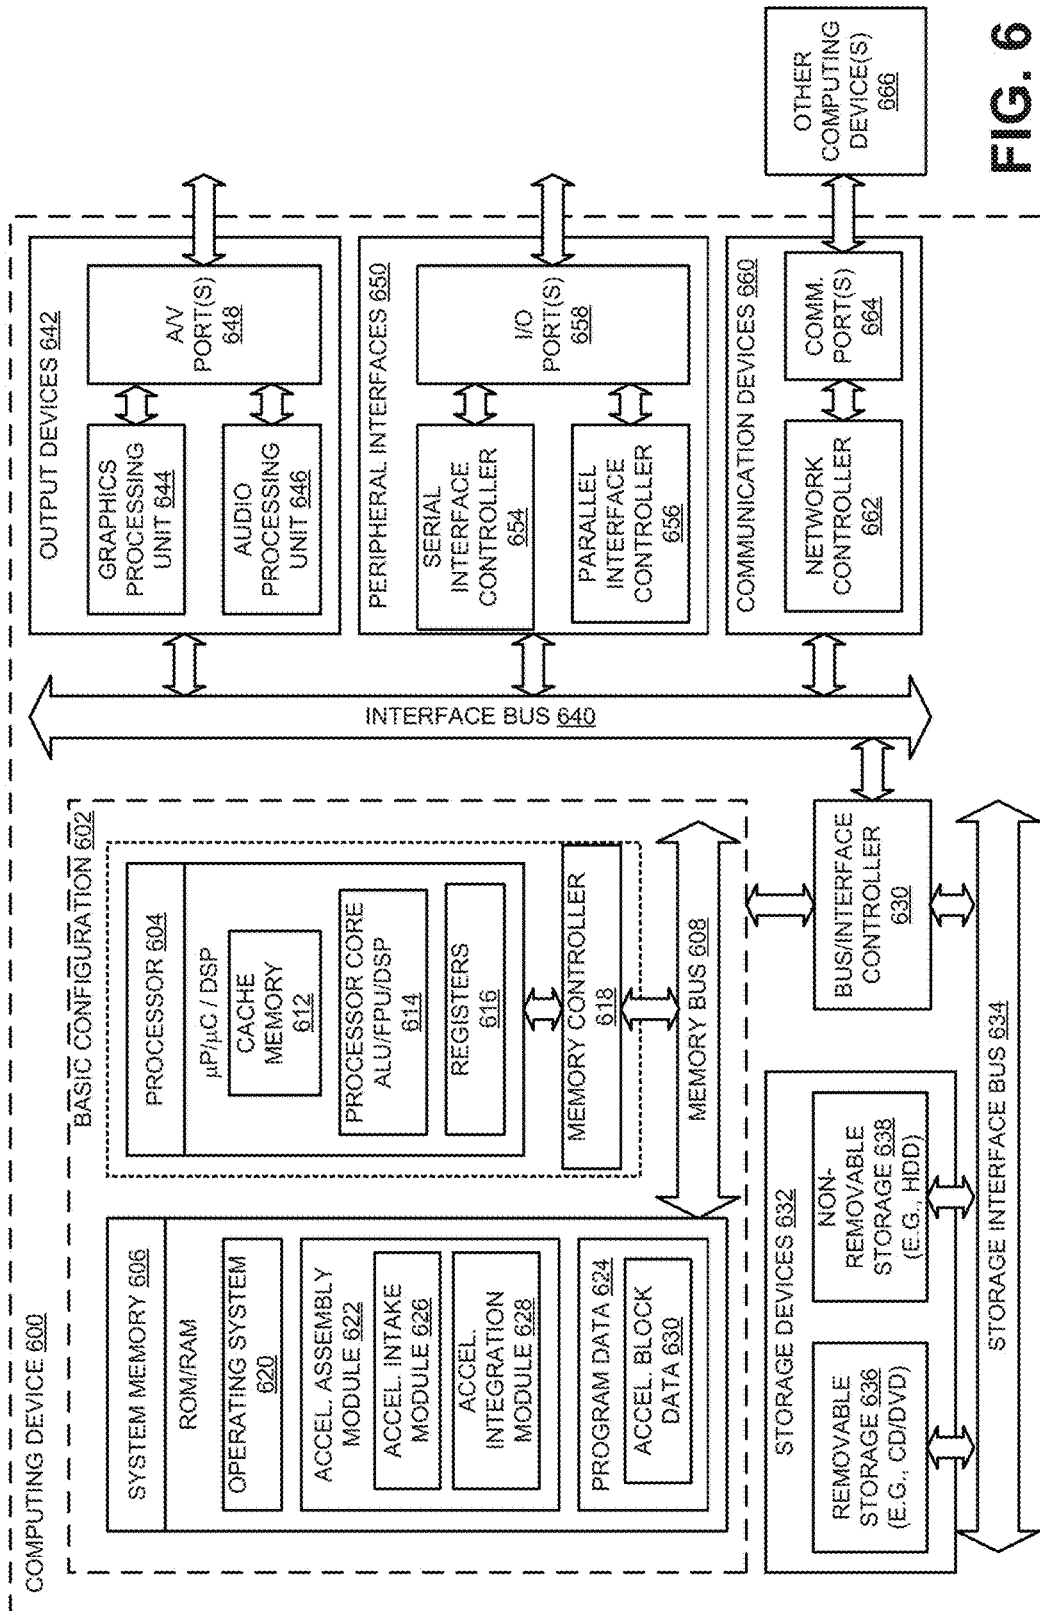 COMPUTING DEVICE 600
BASIC CONFIGURATION 602
SYSTEM MEMORY 606
ROM/RAM
OPERATING SYSTEM
620
ACCEL. ASSEMBLY
MODULE 622
ACCEL. INTAKE
MODULE 626
ACCEL.
INTEGRATION
MODULE 628
PROGRAM DATA 624
ACCEL. BLOCK
DATA 630
PROCESSOR 604
µP/µC / DSP
CACHE
MEMORY
612
PROCESSOR CORE
ALU/FPU/DSP
614
REGISTERS
616
MEMORY CONTROLLER
618
MEMORY BUS 608
STORAGE DEVICES 632
REMOVABLE
STORAGE 636
(E.G., CD/DVD)
NON-
REMOVABLE
STORAGE 638
(E.G., HDD)
BUS/INTERFACE
CONTROLLER
630
STORAGE INTERFACE BUS 634
INTERFACE BUS 640
OUTPUT DEVICES 642
GRAPHICS
PROCESSING
UNIT 644
AUDIO
PROCESSING
UNIT 646
A/V
PORT(S)
648
PERIPHERAL INTERFACES 650
SERIAL
INTERFACE
CONTROLLER
654
PARALLEL
INTERFACE
CONTROLLER
656
I/O
PORT(S)
658
COMMUNICATION DEVICES 660
NETWORK
CONTROLLER
662
COMM.
PORT(S)
664
OTHER
COMPUTING
DEVICE(S)
666
FIG. 6